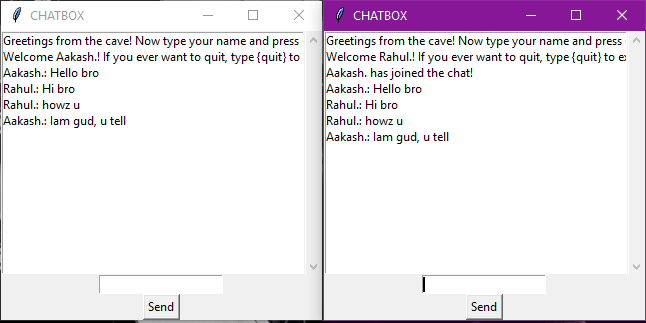 CHATBOX
Greetings from the cave! Now type your name and press
Welcome Aakash.! If you ever want to quit, type {quit} to
Aakash.: Hello bro
Rahul.: Hi bro
Rahul.: howz u
Aakash.: Iam gud, u tell
Send
CHATBOX
Greetings from the cave! Now type your name and press
Welcome Rahul.! If you ever want to quit, type {quit} to ex
Aakash. has joined the chat!
Aakash.: Hello bro
Rahul.: Hi bro
Rahul.: howz u
Aakash.: Iam gud, u tell
Send